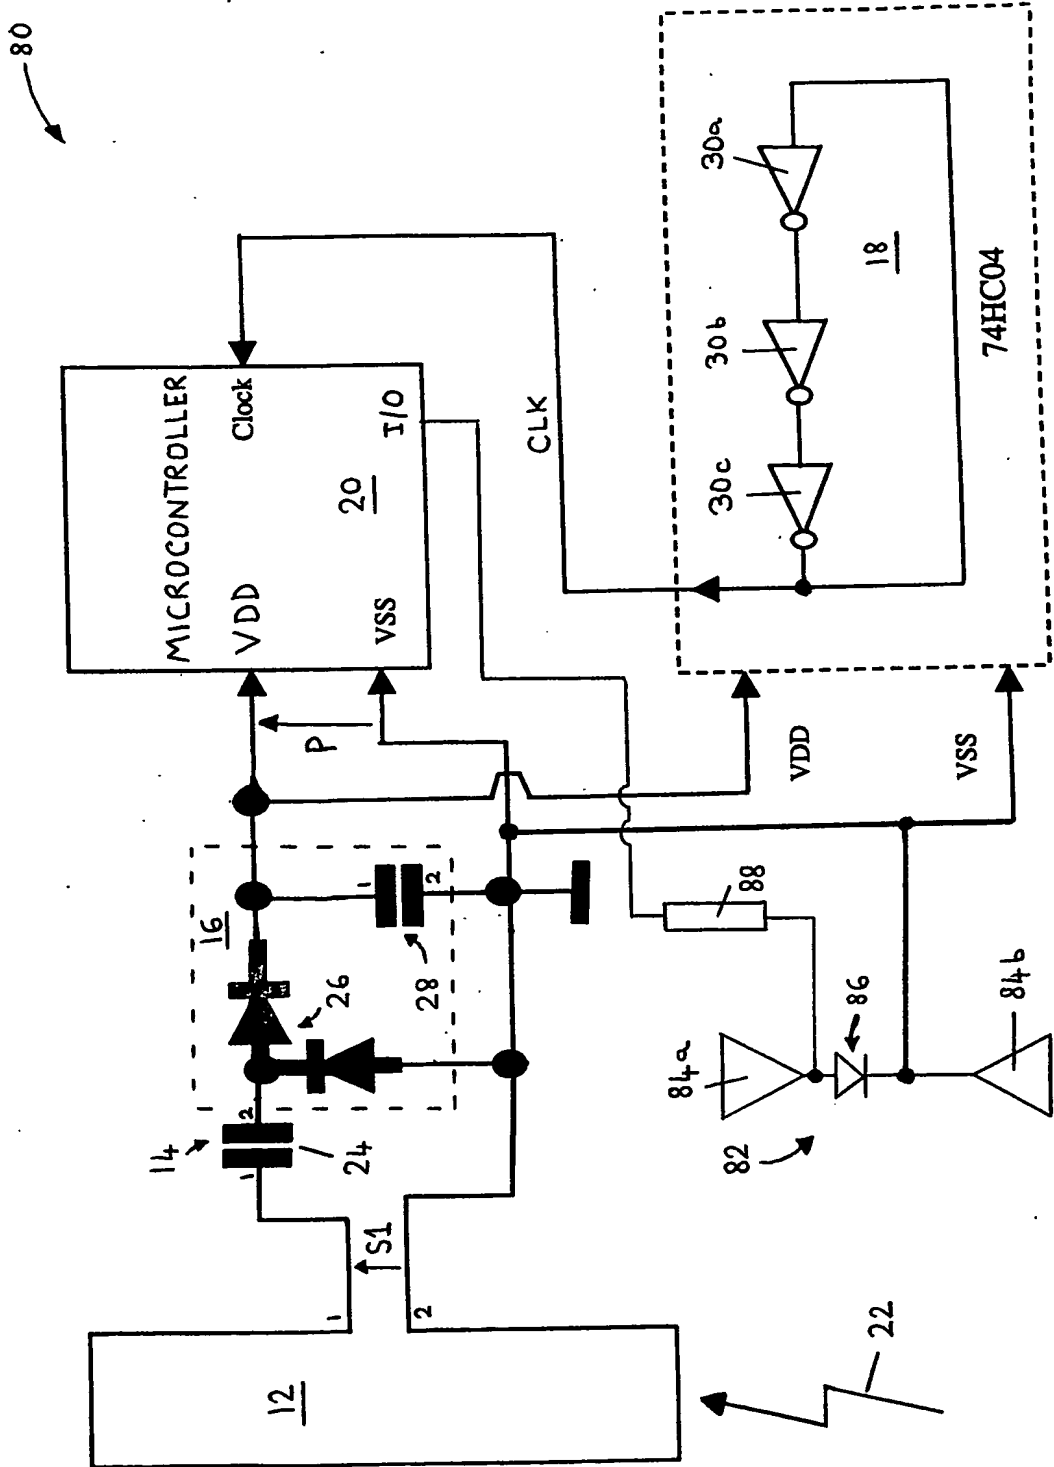 80
MICROCONTROLLER
VDD
VSS
Clock
I/O
20
P
CLK
30a
30b
30c
18
74HC04
VDD
VSS
16
26
28
1
2
14
24
1
2
S1
1
2
12
22
88
86
84a
84b
82